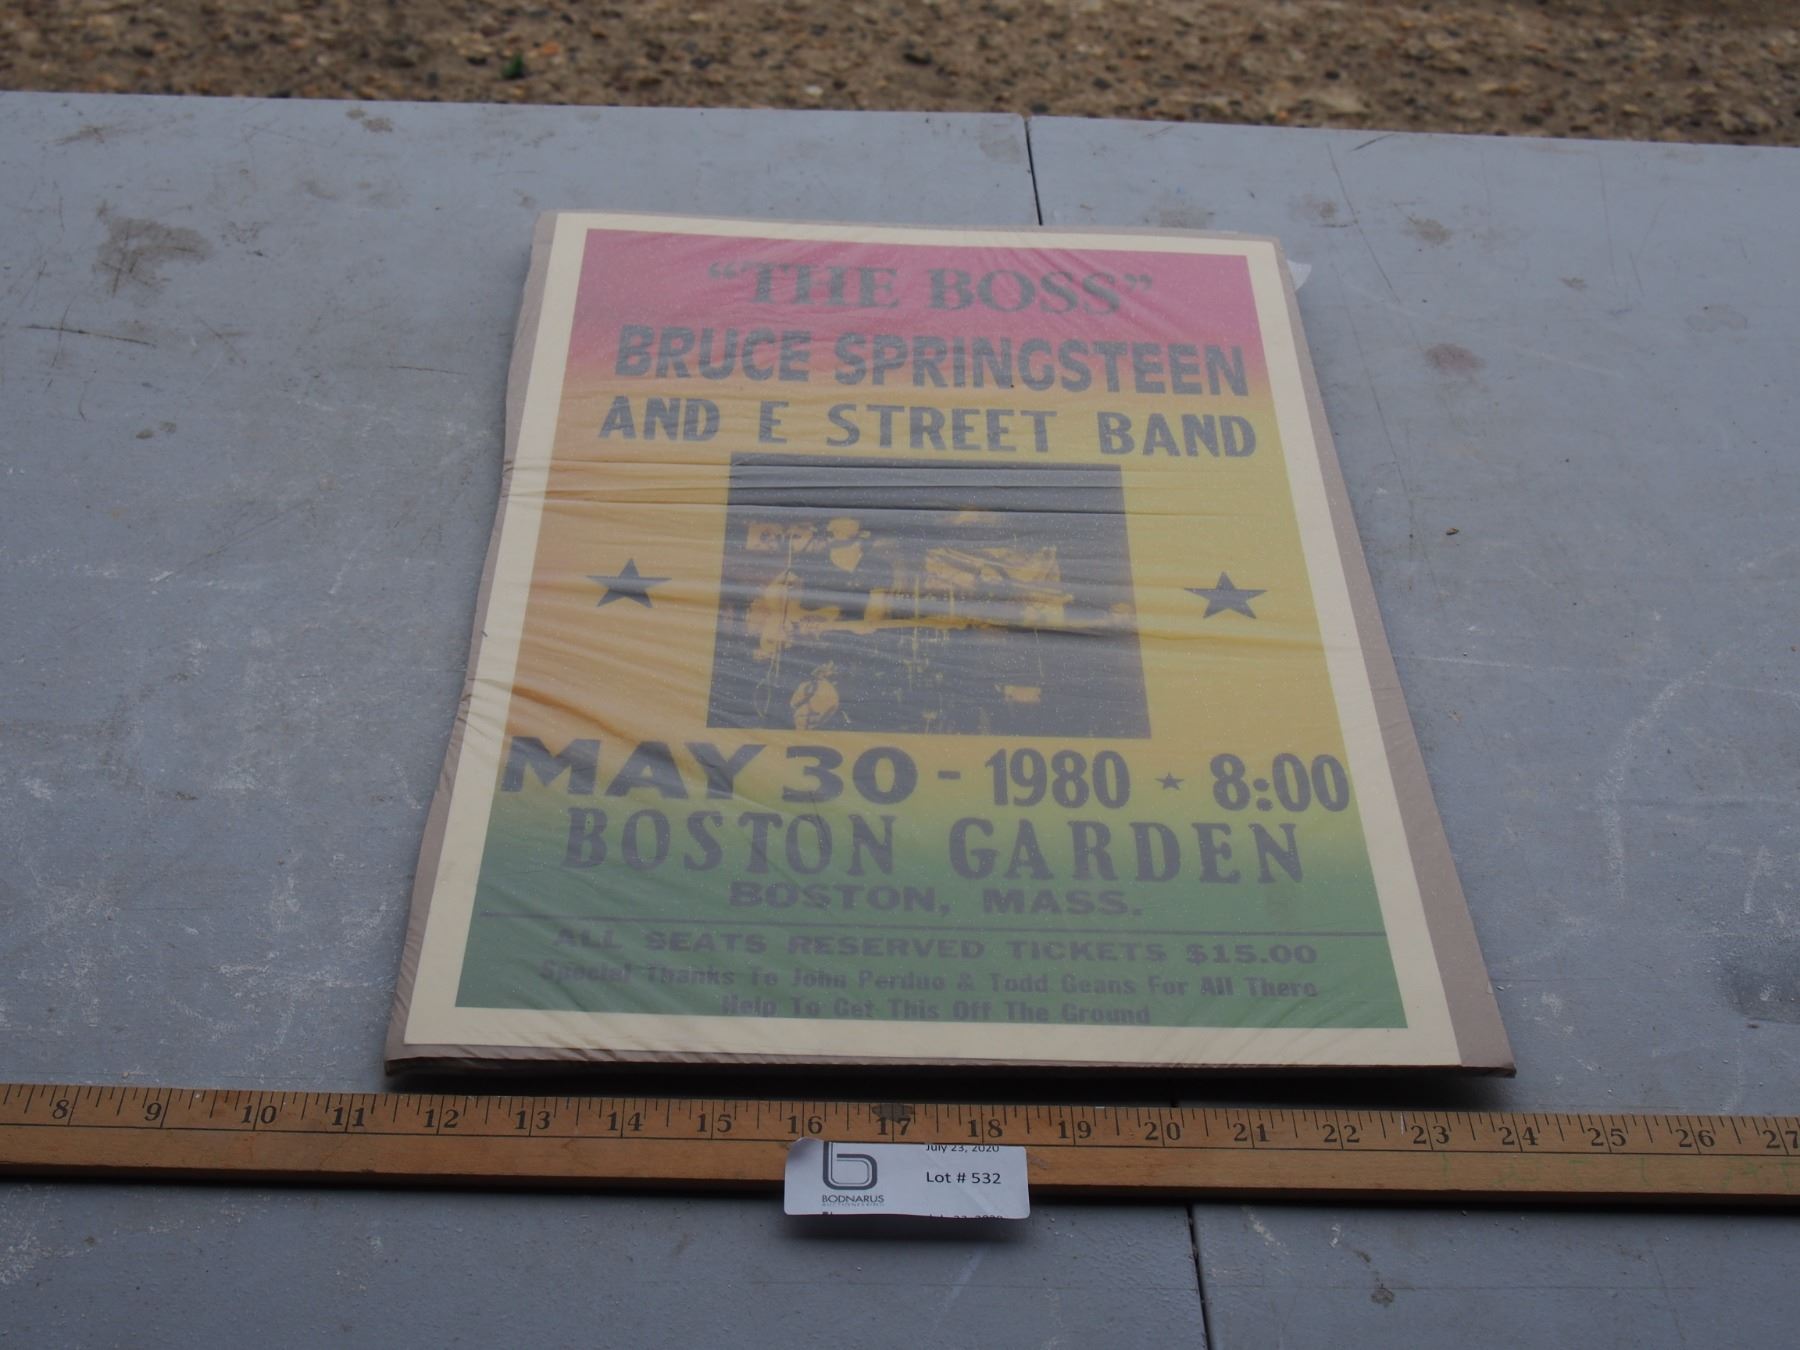 “THE BOSS”
BRUCE SPRINGSTEEN
AND E STREET BAND
MAY 30 - 1980 ★ 8:00
BOSTON GARDEN
BOSTON, MASS.
ALL SEATS RESERVED TICKETS $15.00
Special Thanks To John Perduo & Todd Geans For All There
Help To Get This Off The Ground
8 9 10 11 12 13 14 15 16 17 18 19 20 21 22 23 24 25 26 27
July 23, 2020
Lot # 532
BODNARUS
AUCTIONEERING